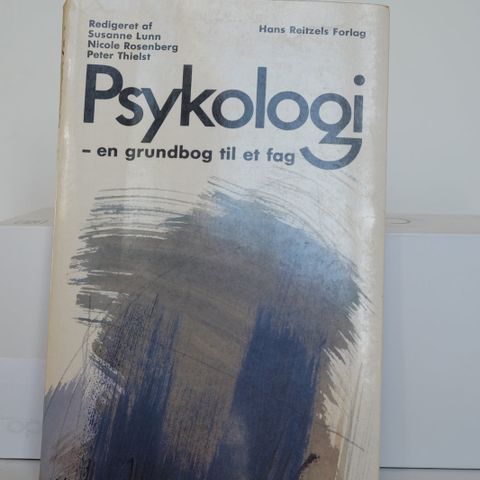 Redigeret af
Susanne Lunn
Nicole Rosenberg
Peter Thielst
Hans Reitzels Forlag
Psykologi
– en grundbog til et fag